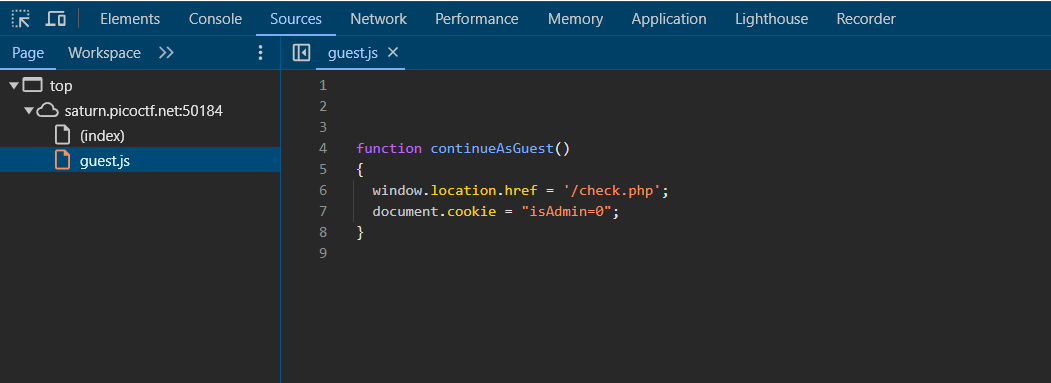 Elements Console Sources Network Performance Memory Application Lighthouse Recorder
Page Workspace guest.js
top
saturn.picoctf.net:50184
(index)
guest.js
1
2
3
4 function continueAsGuest()
5 {
6 window.location.href = '/check.php';
7 document.cookie = "isAdmin=0";
8 }
9